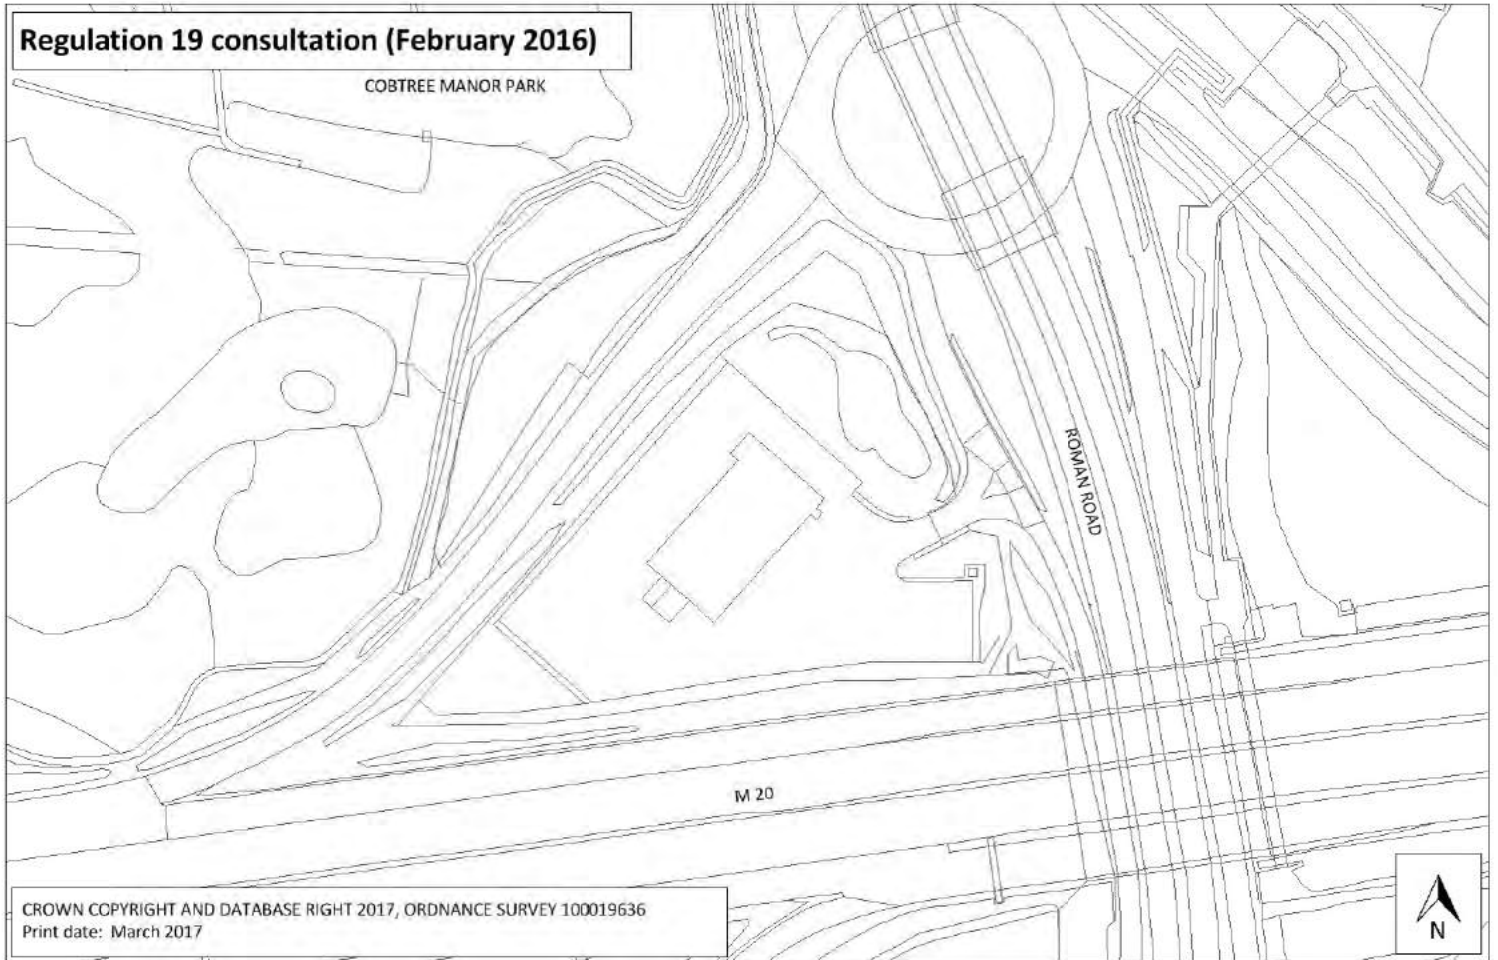 Regulation 19 consultation (February 2016)
COBTREE MANOR PARK
ROMAN ROAD
M 20
CROWN COPYRIGHT AND DATABASE RIGHT 2017, ORDNANCE SURVEY 100019636
Print date: March 2017
N